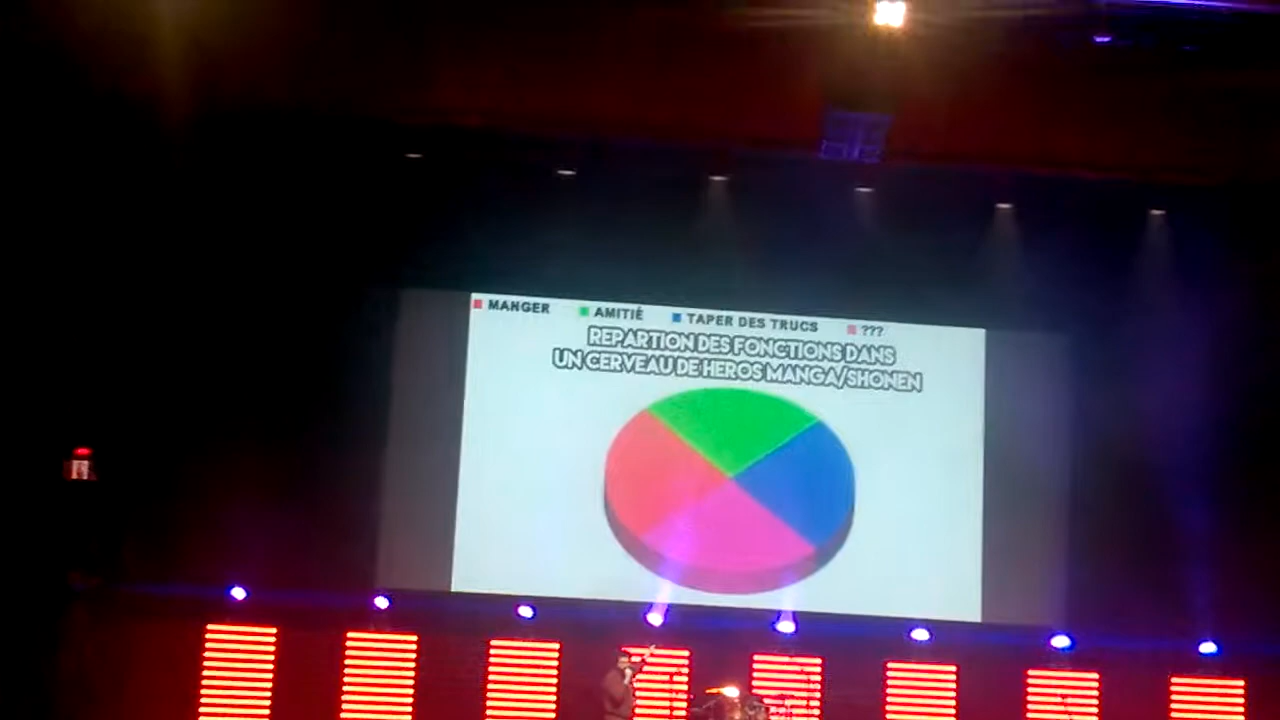 MANGER AMITIÉ TAPER DES TRUCS ???
REPARTION DES FONCTIONS DANS
UN CERVEAU DE HEROS MANGA/SHONEN